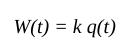 W(t) = k q(t)